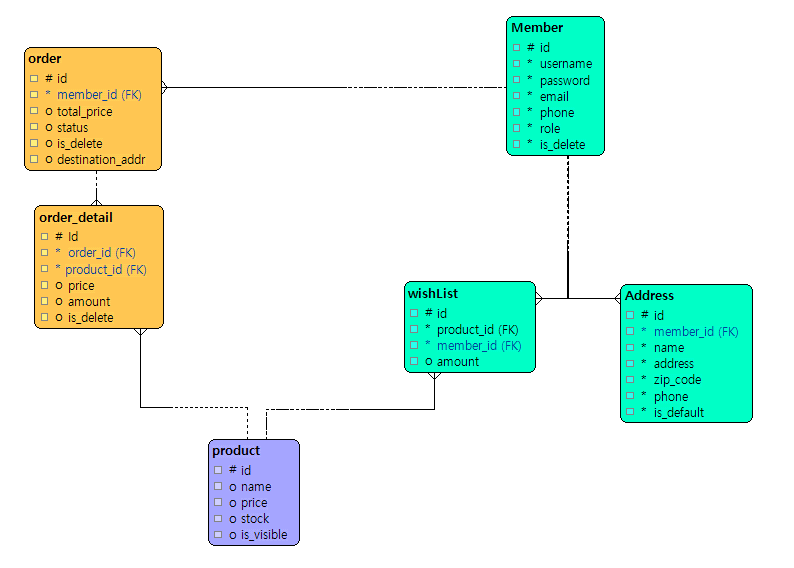 order
# id
* member_id (FK)
o total_price
o status
o is_delete
o destination_addr
Member
# id
* username
* password
* email
* phone
* role
* is_delete
order_detail
# Id
* order_id (FK)
* product_id (FK)
o price
o amount
o is_delete
wishList
# id
* product_id (FK)
* member_id (FK)
o amount
Address
# id
* member_id (FK)
* name
* address
* zip_code
* phone
* is_default
product
# id
o name
o price
o stock
o is_visible